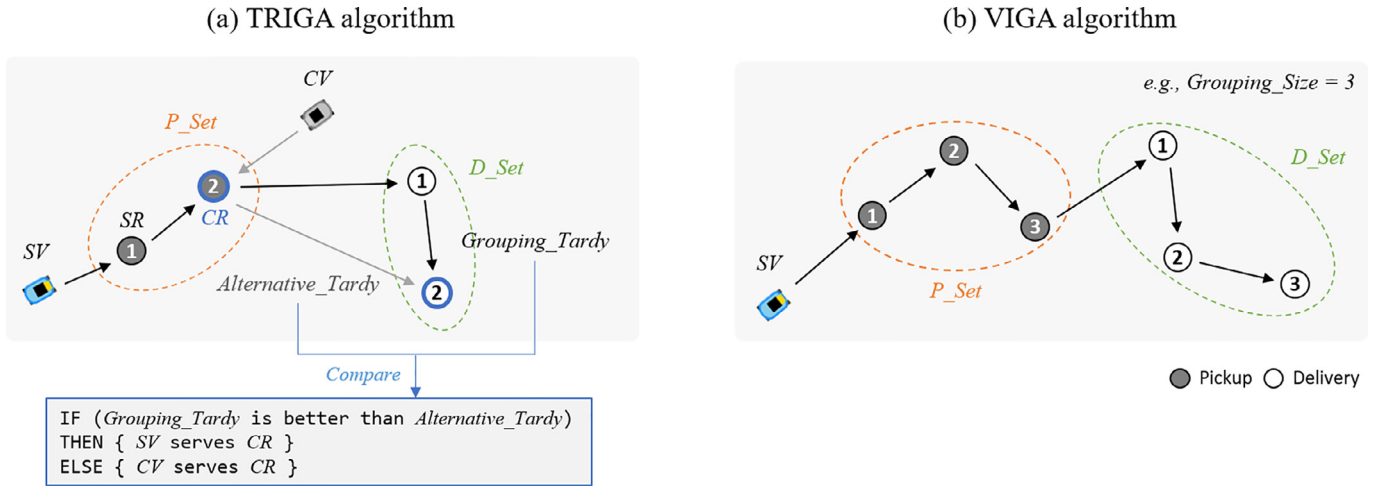 (a) TRIGA algorithm
CV
P_Set
D_Set
2
1
SR
CR
1
Grouping_Tardy
SV
Alternative_Tardy
2
Compare
IF (Grouping_Tardy is better than Alternative_Tardy)
THEN { SV serves CR }
ELSE { CV serves CR }
(b) VIGA algorithm
e.g., Grouping_Size = 3
2
1
D_Set
1
3
SV
2
P_Set
3
Pickup
Delivery